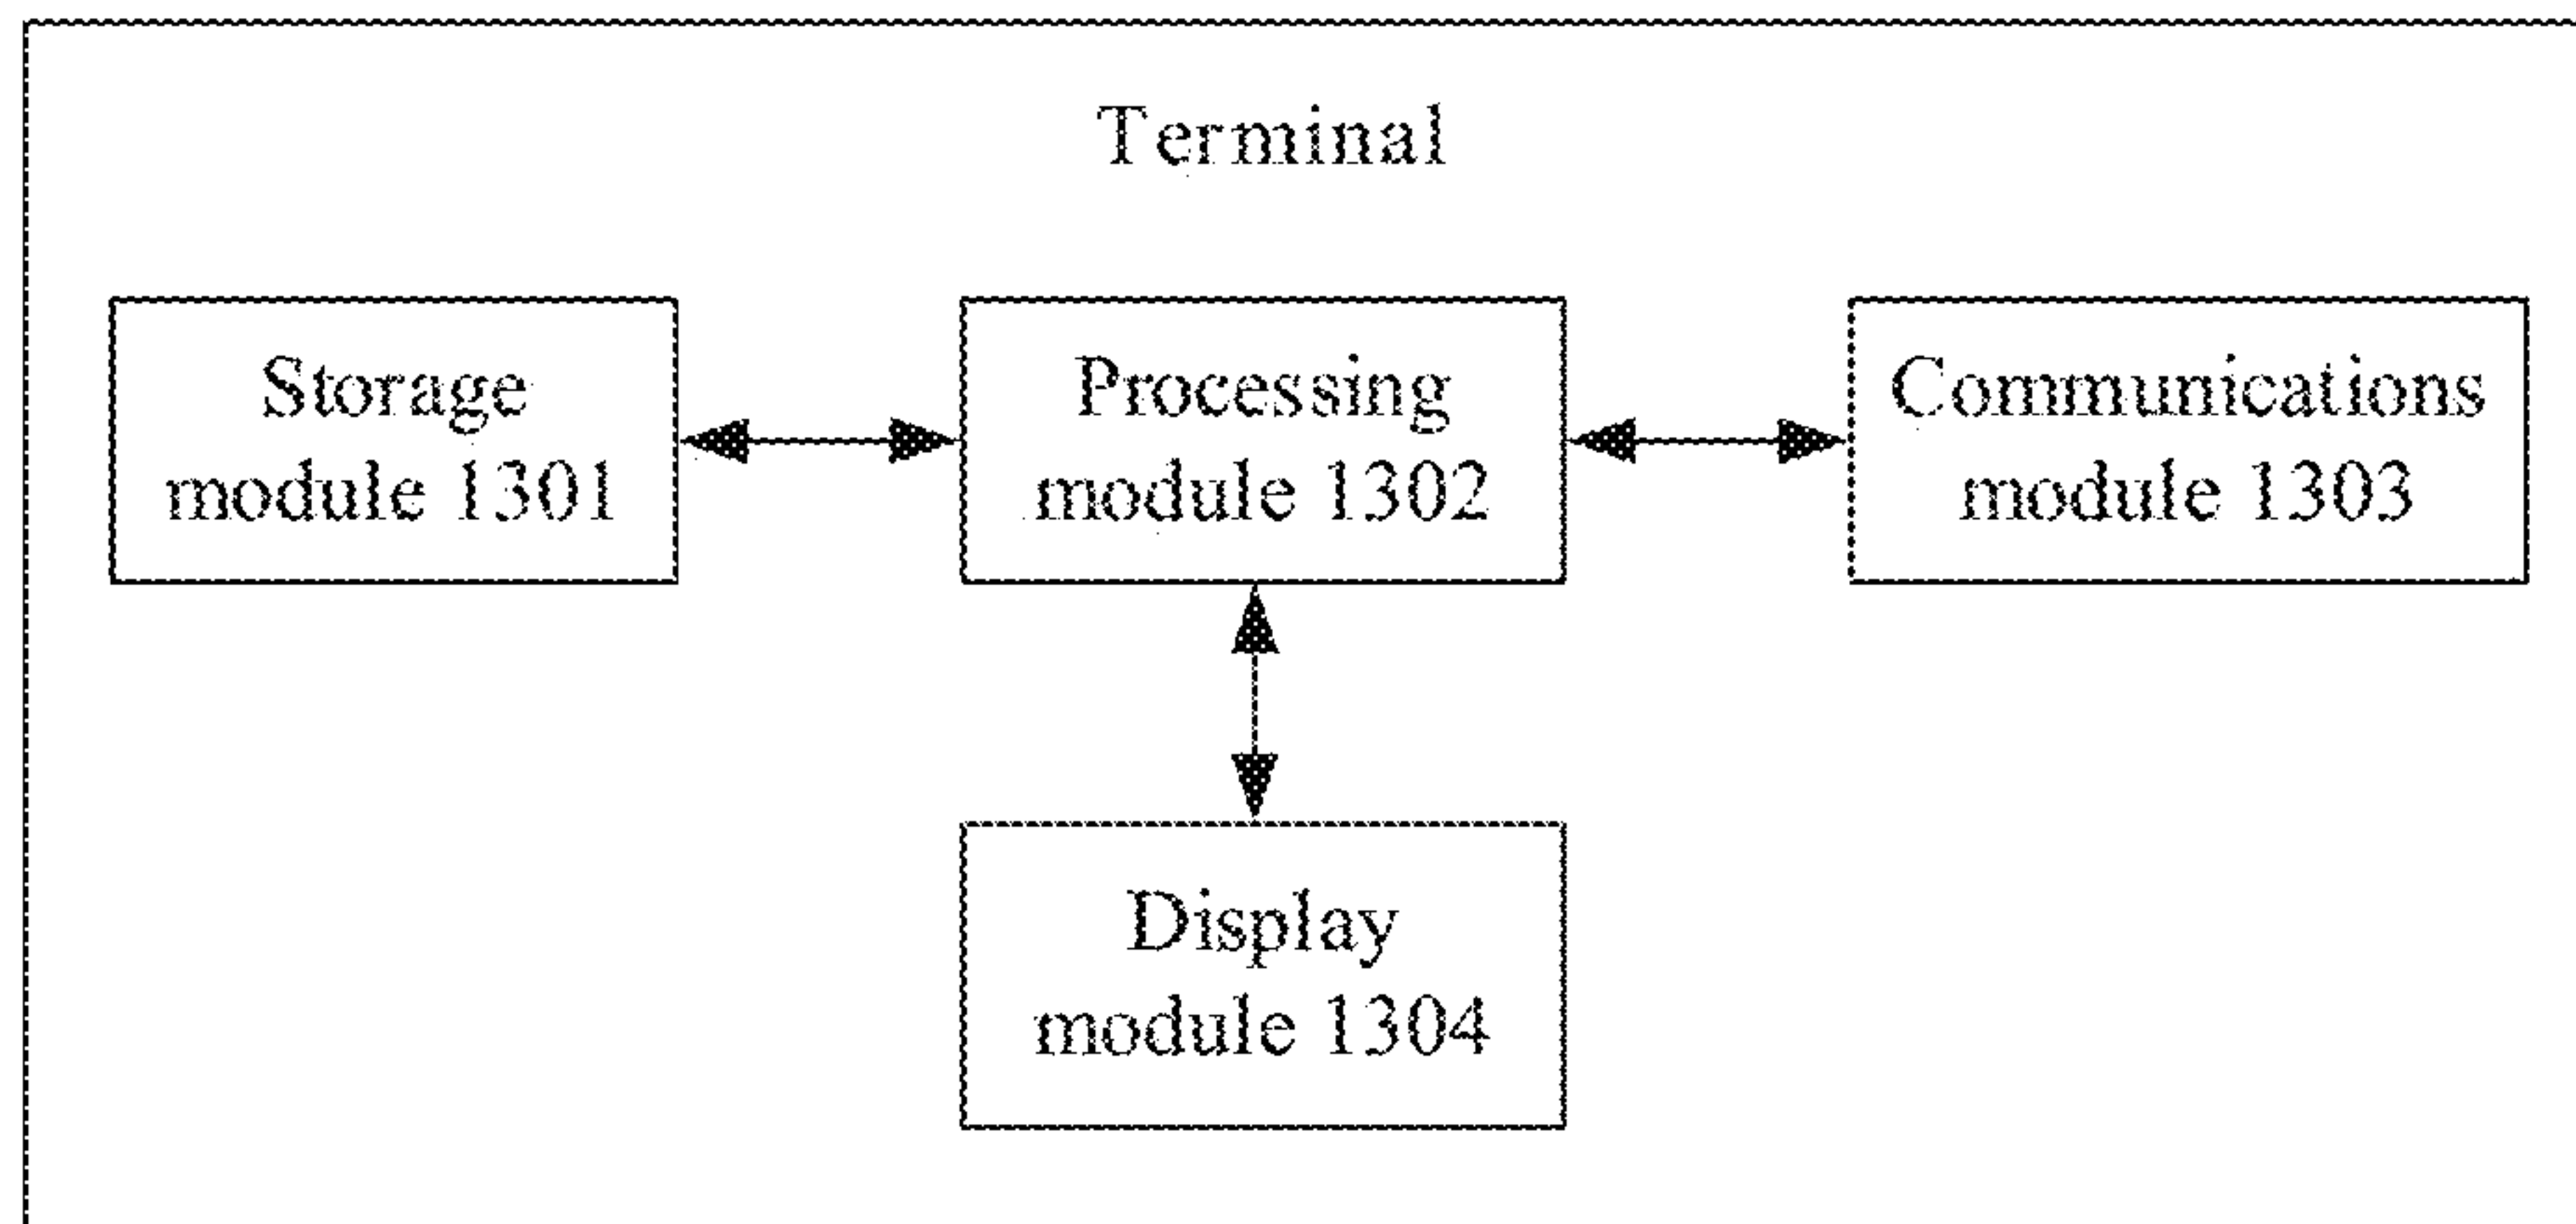 Terminal
Storage
module 1301
Processing
module 1302
Communications
module 1303
Display
module 1304